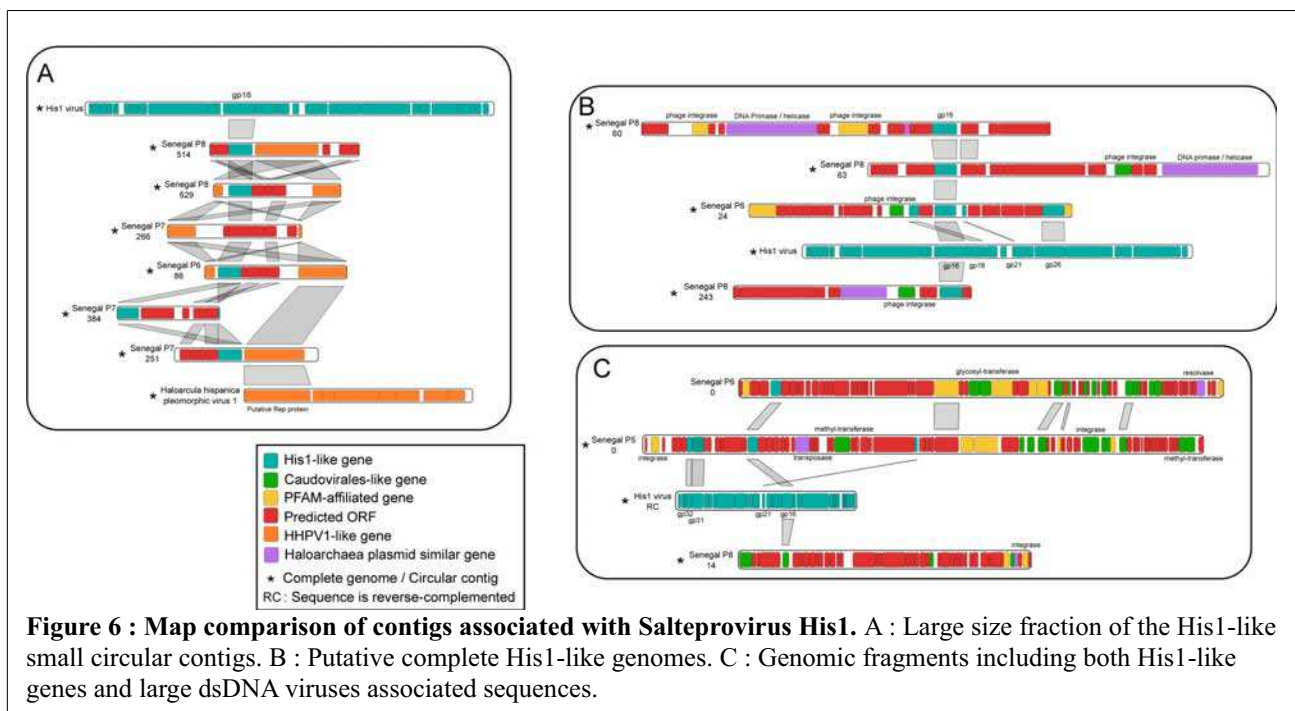 A
gp16
★ His1 virus
★ Senegal P8
514
★ Senegal P8
629
★ Senegal P7
266
★ Senegal P6
86
★ Senegal P7
384
★ Senegal P7
251
★ Haloarcula hispanica
pleomorphic virus 1
Putative Rep protein
His1-like gene
Caudovirales-like gene
PFAM-affiliated gene
Predicted ORF
HHPV1-like gene
Haloarchaea plasmid similar gene
★ Complete genome / Circular contig
RC : Sequence is reverse-complemented
B
phage integrase DNA Primase / helicase phage integrase gp16
★ Senegal P8
60
phage integrase DNA primase / helicase
★ Senegal P8
63
phage integrase
★ Senegal P6
24
★ His1 virus
gp16 gp18 gp21 gp26
★ Senegal P8
243
phage integrase
C
glycosyl-transferase resolvase
Senegal P6
0
methyl-transferase integrase
★ Senegal P5
0
integrase transposase methyl-transferase
★ His1 virus
RC
gp32 gp21 gp16
gp31
integrase
★ Senegal P8
14
Figure 6 : Map comparison of contigs associated with Salteprovirus His1. A : Large size fraction of the His1-like
small circular contigs. B : Putative complete His1-like genomes. C : Genomic fragments including both His1-like
genes and large dsDNA viruses associated sequences.